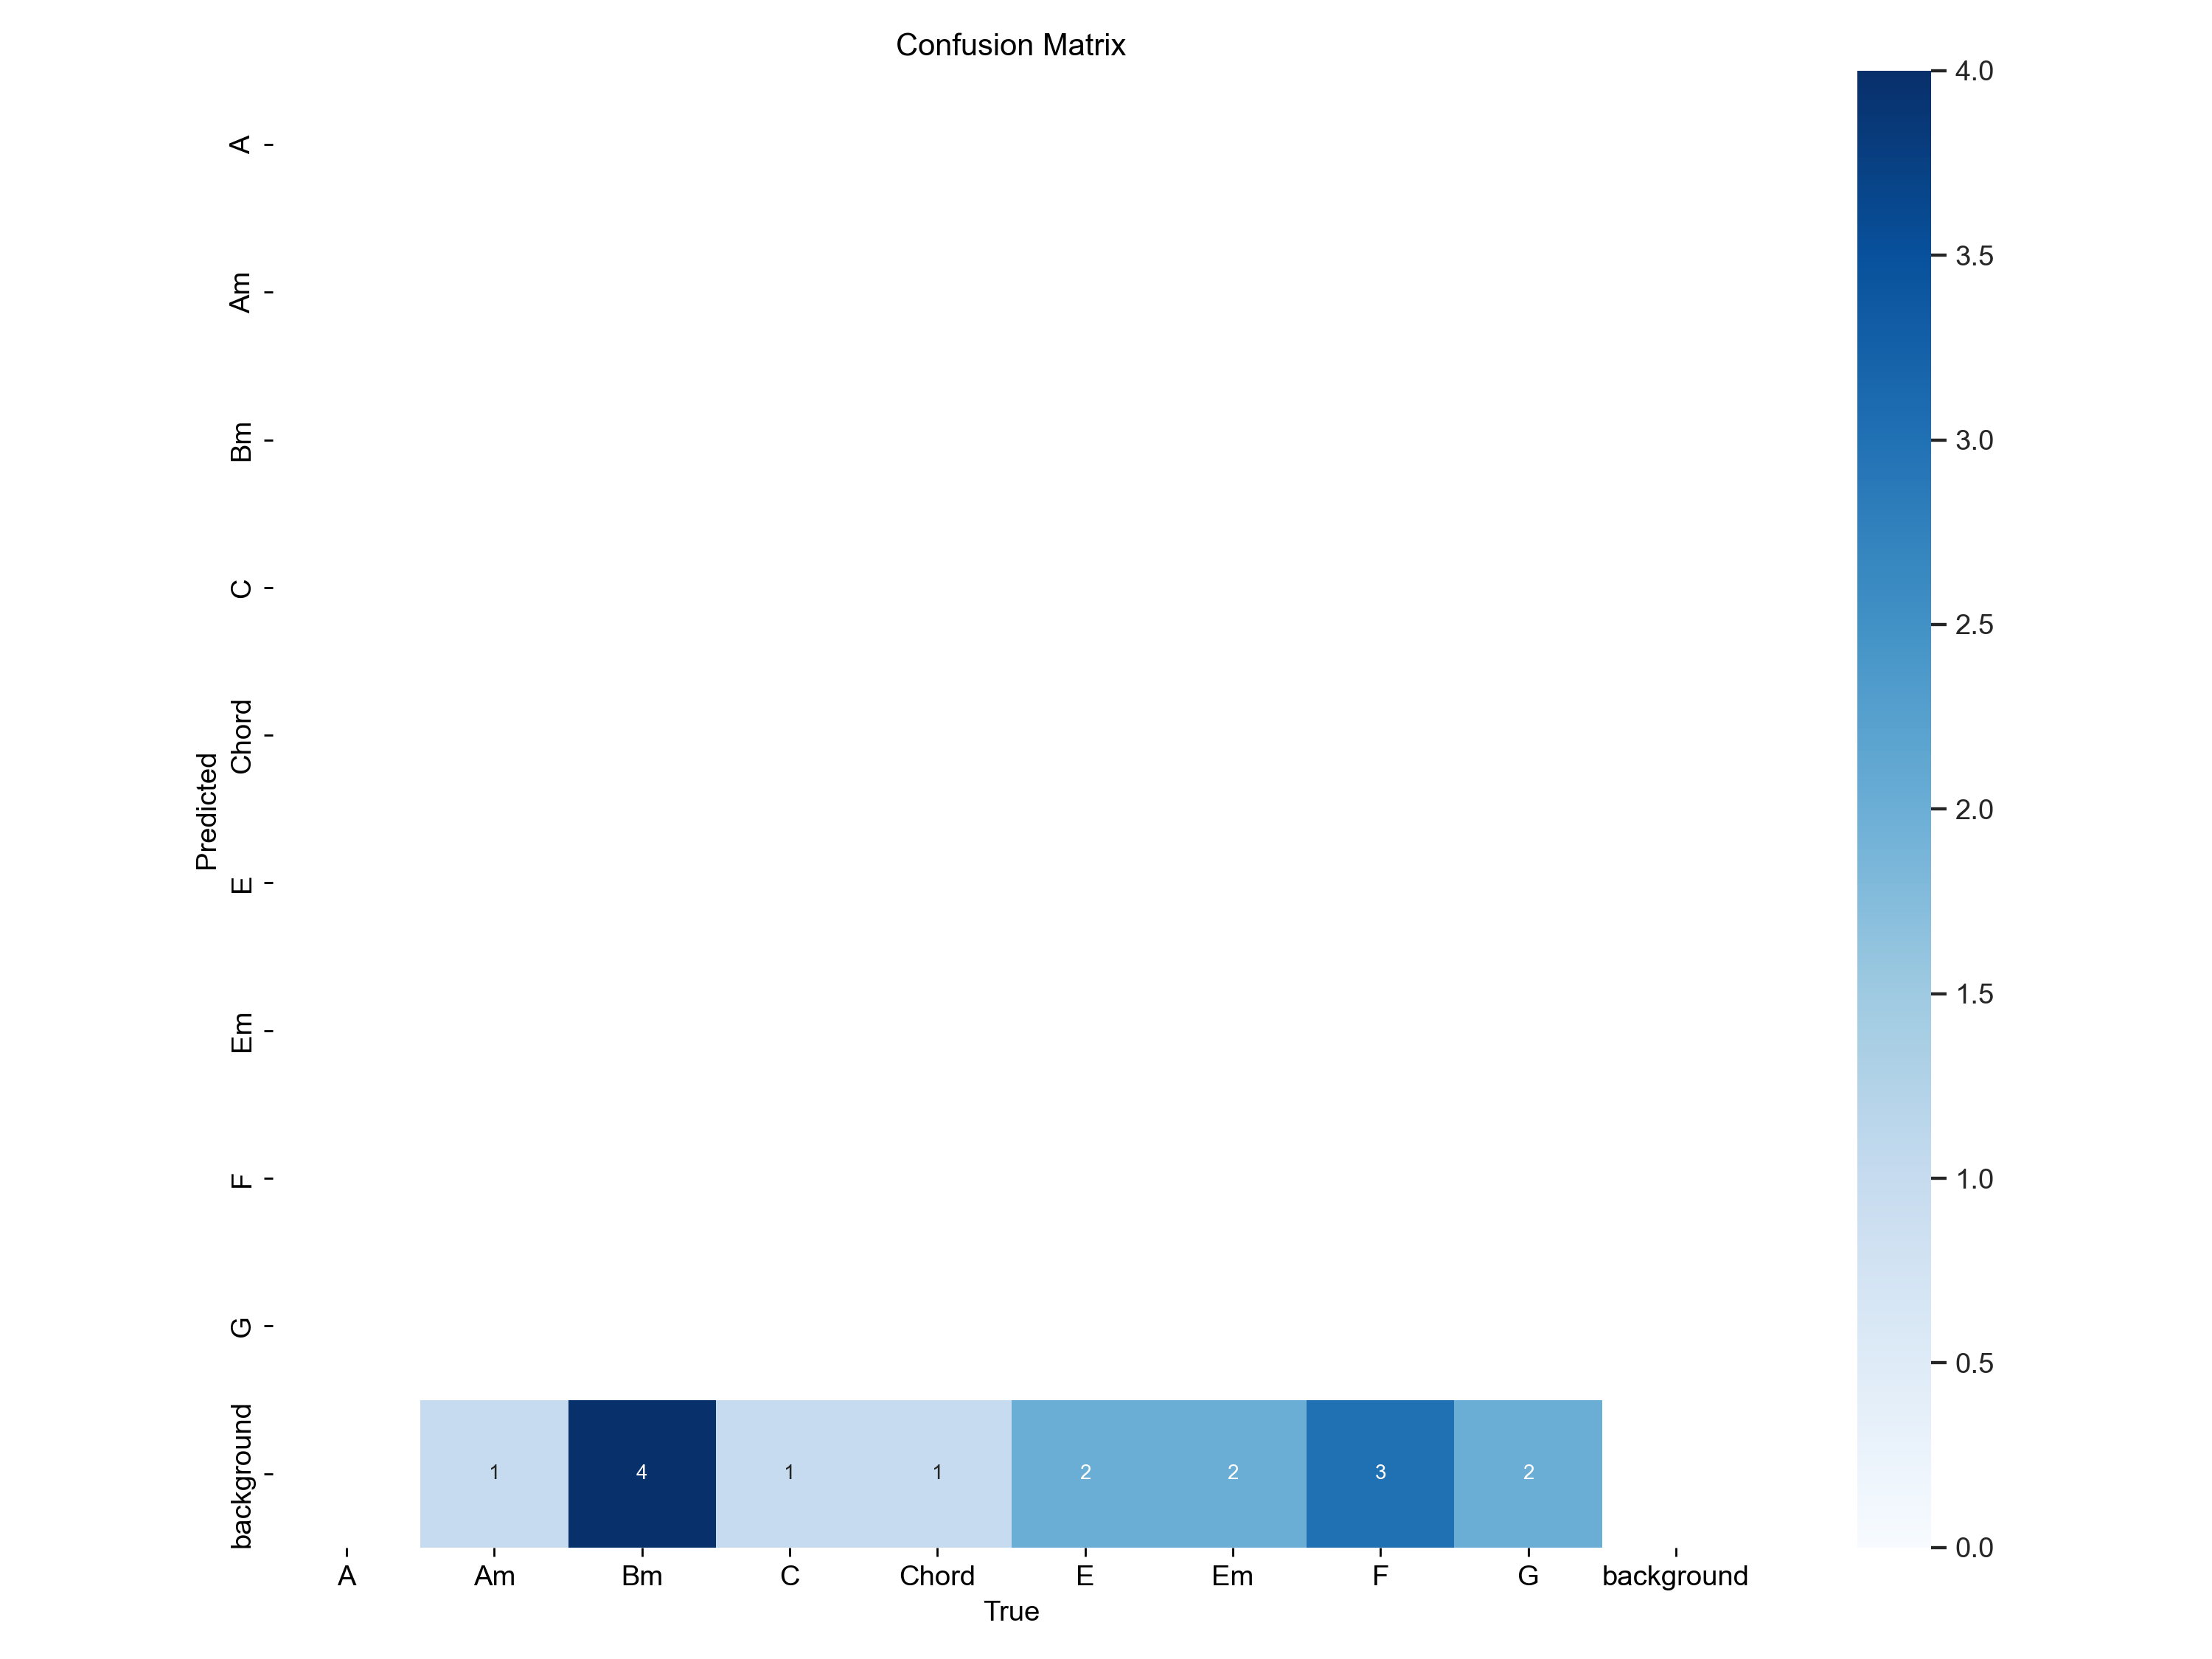 Confusion Matrix
A
Am
Bm
C
Chord
E
Em
F
G
background
Predicted
1 4 1 1 2 2 3 2
A Am Bm C Chord E Em F G background
True
4.0
3.5
3.0
2.5
2.0
1.5
1.0
0.5
0.0